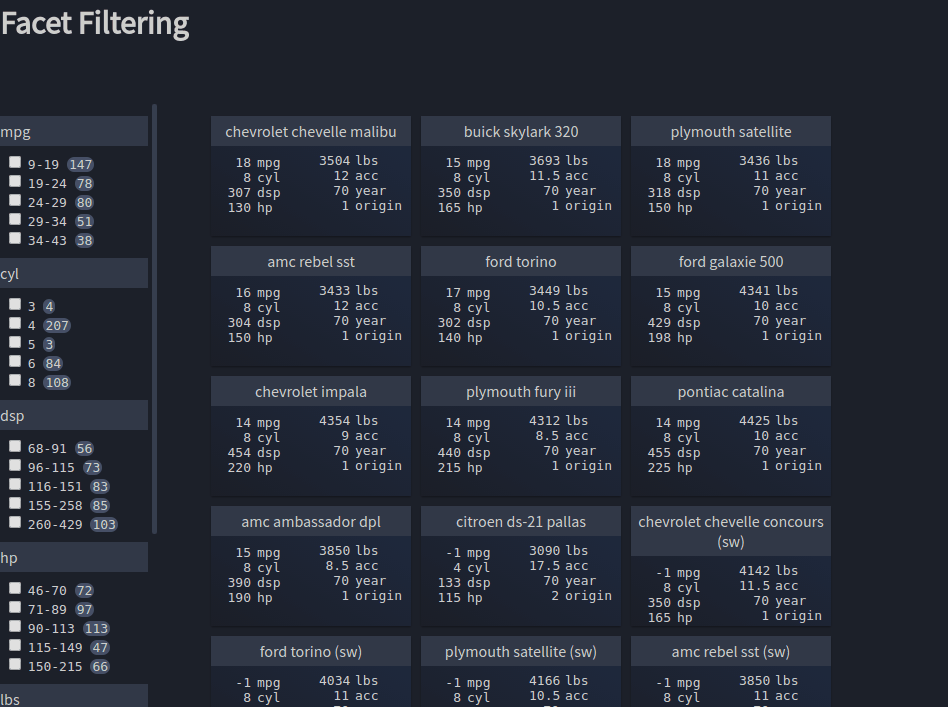 Facet Filtering
mpg
9-19 147
19-24 78
24-29 80
29-34 51
34-43 38
cyl
3 4
4 207
5 3
6 84
8 108
dsp
68-91 56
96-115 73
116-151 83
155-258 85
260-429 103
hp
46-70 72
71-89 97
90-113 113
115-149 47
150-215 66
lbs
chevrolet chevelle malibu
18 mpg 3504 lbs
8 cyl 12 acc
307 dsp 70 year
130 hp 1 origin
buick skylark 320
15 mpg 3693 lbs
8 cyl 11.5 acc
350 dsp 70 year
165 hp 1 origin
plymouth satellite
18 mpg 3436 lbs
8 cyl 11 acc
318 dsp 70 year
150 hp 1 origin
amc rebel sst
16 mpg 3433 lbs
8 cyl 12 acc
304 dsp 70 year
150 hp 1 origin
ford torino
17 mpg 3449 lbs
8 cyl 10.5 acc
302 dsp 70 year
140 hp 1 origin
ford galaxie 500
15 mpg 4341 lbs
8 cyl 10 acc
429 dsp 70 year
198 hp 1 origin
chevrolet impala
14 mpg 4354 lbs
8 cyl 9 acc
454 dsp 70 year
220 hp 1 origin
plymouth fury iii
14 mpg 4312 lbs
8 cyl 8.5 acc
440 dsp 70 year
215 hp 1 origin
pontiac catalina
14 mpg 4425 lbs
8 cyl 10 acc
455 dsp 70 year
225 hp 1 origin
amc ambassador dpl
15 mpg 3850 lbs
8 cyl 8.5 acc
390 dsp 70 year
190 hp 1 origin
citroen ds-21 pallas
-1 mpg 3090 lbs
4 cyl 17.5 acc
133 dsp 70 year
115 hp 2 origin
chevrolet chevelle concours
(sw)
-1 mpg 4142 lbs
8 cyl 11.5 acc
350 dsp 70 year
165 hp 1 origin
ford torino (sw)
-1 mpg 4034 lbs
8 cyl 11 acc
plymouth satellite (sw)
-1 mpg 4166 lbs
8 cyl 10.5 acc
amc rebel sst (sw)
-1 mpg 3850 lbs
8 cyl 11 acc